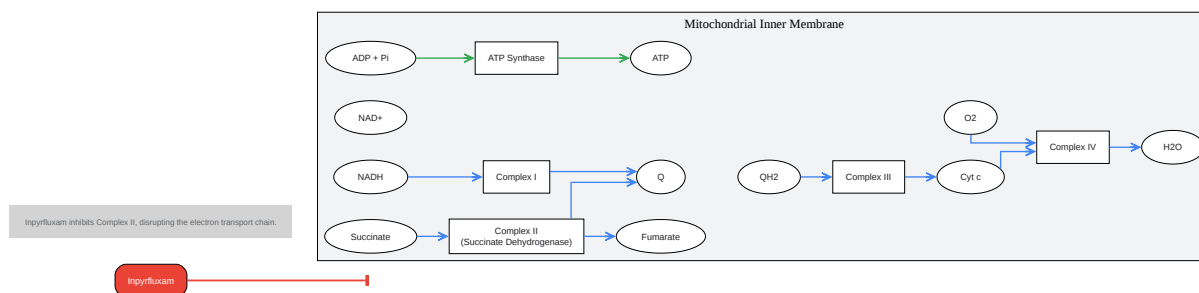 Mitochondrial Inner Membrane
ADP + Pi
ATP Synthase
ATP
NAD+
O2
Complex IV
H2O
NADH
Complex I
Q
QH2
Complex III
Cyt c
Inpyrfluxam inhibits Complex II, disrupting the electron transport chain.
Succinate
Complex II
(Succinate Dehydrogenase)
Fumarate
Inpyrfluxam